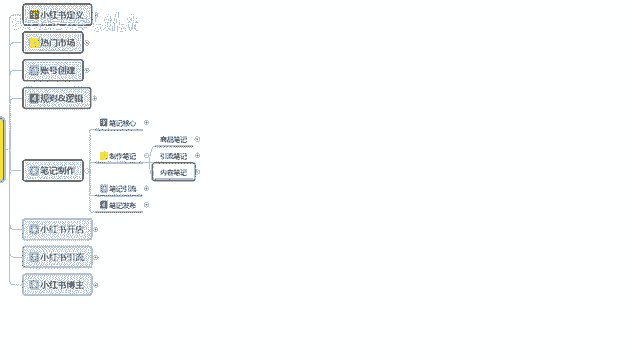 小红书定义
热门市场
账号创建
规则&逻辑
笔记核心
商品笔记
制作笔记
引流笔记
笔记制作
内容笔记
笔记引流
笔记发布
小红书开店
小红书引流
小红书博主